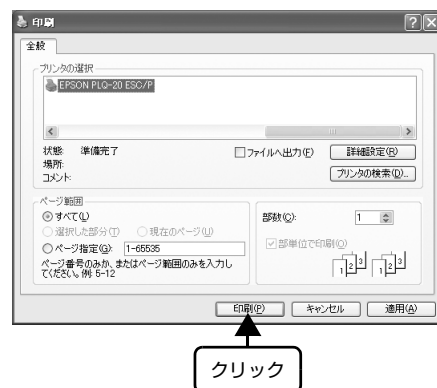 印刷
全般
プリンタの選択
EPSON PLQ-20 ESC/P
状態: 準備完了
場所:
コメント:
ファイルへ出力(F)
詳細設定(R)
プリンタの検索(D)...
ページ範囲
すべて(L)
選択した部分(T) 現在のページ(U)
ページ指定(G): 1-65535
ページ番号のみか、またはページ範囲のみを入力し
てください。例: 5-12
部数(C): 1
部単位で印刷(O)
1 1 2 2 3 3
印刷(P) キャンセル 適用(A)
クリック